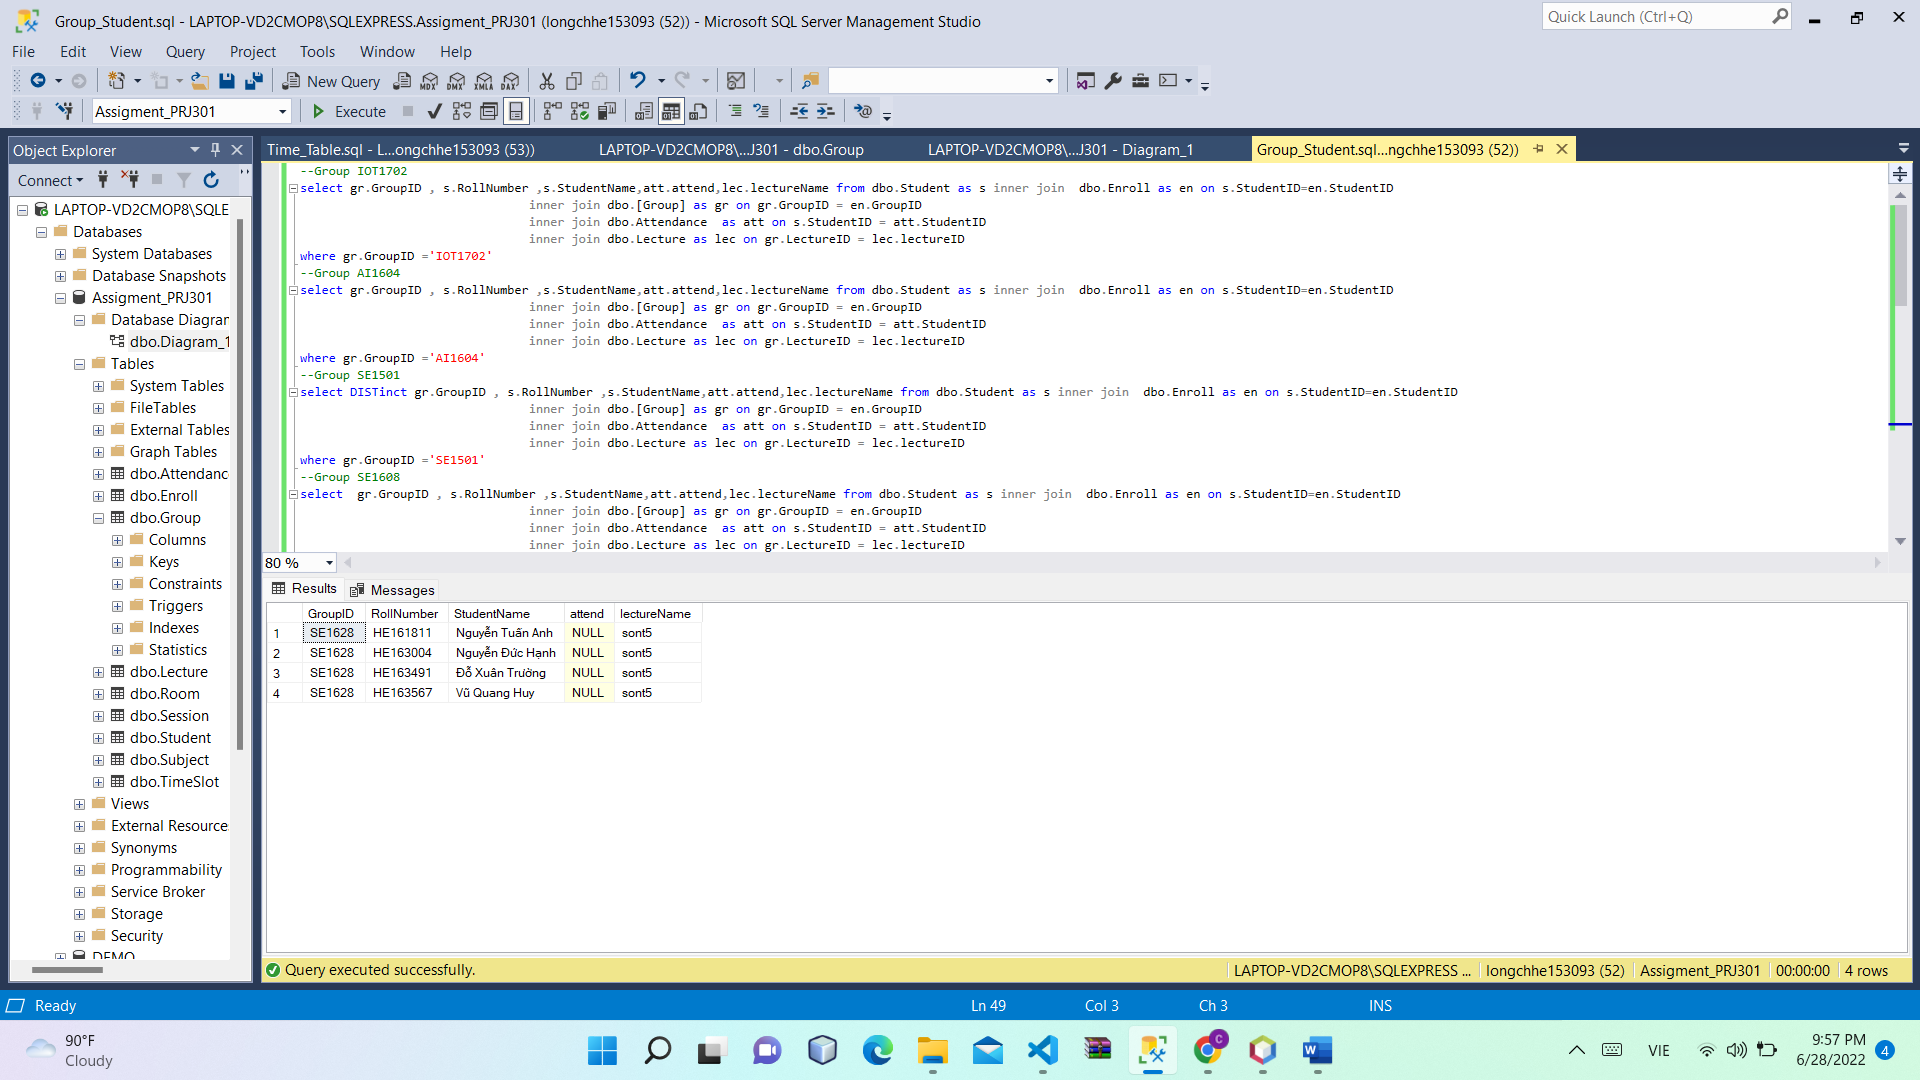 Group_Student.sql - LAPTOP-VD2CMOP8\SQLEXPRESS.Assigment_PRJ301 (longchhe153093 (52)) - Microsoft SQL Server Management Studio
Quick Launch (Ctrl+Q)
File Edit View Query Project Tools Window Help
New Query
MDX DMX XMLA DAX
Assigment_PRJ301
Execute
Object Explorer
Connect
LAPTOP-VD2CMOP8\SQLE
Databases
System Databases
Database Snapshots
Assigment_PRJ301
Database Diagran
dbo.Diagram_1
Tables
System Tables
FileTables
External Tables
Graph Tables
dbo.Attendanc
dbo.Enroll
dbo.Group
Columns
Keys
Constraints
Triggers
Indexes
Statistics
dbo.Lecture
dbo.Room
dbo.Session
dbo.Student
dbo.Subject
dbo.TimeSlot
Views
External Resource
Synonyms
Programmability
Service Broker
Storage
Security
DEMO
Time_Table.sql - L...ongchhe153093 (53)) LAPTOP-VD2CMOP8\...J301 - dbo.Group LAPTOP-VD2CMOP8\...J301 - Diagram_1 Group_Student.sql...ngchhe153093 (52))
--Group IOT1702
select gr.GroupID , s.RollNumber ,s.StudentName,att.attend,lec.lectureName from dbo.Student as s inner join dbo.Enroll as en on s.StudentID=en.StudentID
inner join dbo.[Group] as gr on gr.GroupID = en.GroupID
inner join dbo.Attendance as att on s.StudentID = att.StudentID
inner join dbo.Lecture as lec on gr.LectureID = lec.lectureID
where gr.GroupID ='IOT1702'
--Group AI1604
select gr.GroupID , s.RollNumber ,s.StudentName,att.attend,lec.lectureName from dbo.Student as s inner join dbo.Enroll as en on s.StudentID=en.StudentID
inner join dbo.[Group] as gr on gr.GroupID = en.GroupID
inner join dbo.Attendance as att on s.StudentID = att.StudentID
inner join dbo.Lecture as lec on gr.LectureID = lec.lectureID
where gr.GroupID ='AI1604'
--Group SE1501
select DISTinct gr.GroupID , s.RollNumber ,s.StudentName,att.attend,lec.lectureName from dbo.Student as s inner join dbo.Enroll as en on s.StudentID=en.StudentID
inner join dbo.[Group] as gr on gr.GroupID = en.GroupID
inner join dbo.Attendance as att on s.StudentID = att.StudentID
inner join dbo.Lecture as lec on gr.LectureID = lec.lectureID
where gr.GroupID ='SE1501'
--Group SE1608
select gr.GroupID , s.RollNumber ,s.StudentName,att.attend,lec.lectureName from dbo.Student as s inner join dbo.Enroll as en on s.StudentID=en.StudentID
inner join dbo.[Group] as gr on gr.GroupID = en.GroupID
inner join dbo.Attendance as att on s.StudentID = att.StudentID
inner join dbo.Lecture as lec on gr.LectureID = lec.lectureID
80 %
Results Messages
GroupID RollNumber StudentName attend lectureName
1 SE1628 HE161811 Nguyễn Tuấn Anh NULL sont5
2 SE1628 HE163004 Nguyễn Đức Hạnh NULL sont5
3 SE1628 HE163491 Đỗ Xuân Trường NULL sont5
4 SE1628 HE163567 Vũ Quang Huy NULL sont5
Query executed successfully. LAPTOP-VD2CMOP8\SQLEXPRESS ... longchhe153093 (52) Assigment_PRJ301 00:00:00 4 rows
Ready Ln 49 Col 3 Ch 3 INS
90°F
Cloudy
C
W
VIE
9:57 PM
6/28/2022
4